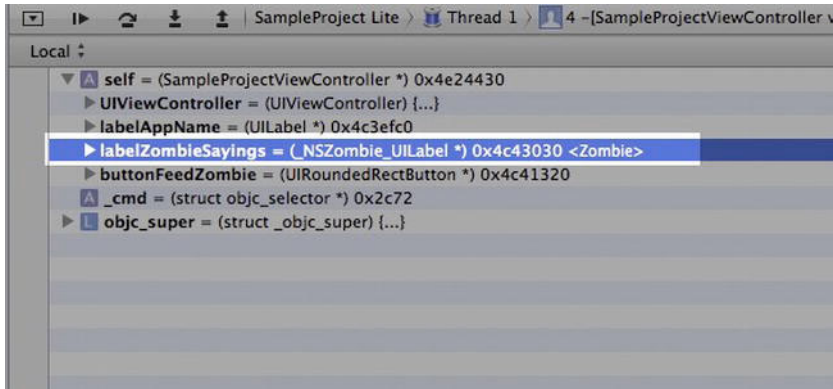 SampleProject Lite Thread 1 4 -[SampleProjectViewController v
Local
A self = (SampleProjectViewController *) 0x4e24430
UIViewController = (UIViewController) {...}
labelAppName = (UILabel *) 0x4c3efc0
labelZombieSayings = (_NSZombie_UILabel *) 0x4c43030 <Zombie>
buttonFeedZombie = (UIRoundedRectButton *) 0x4c41320
A _cmd = (struct objc_selector *) 0x2c72
L objc_super = (struct _objc_super) {...}